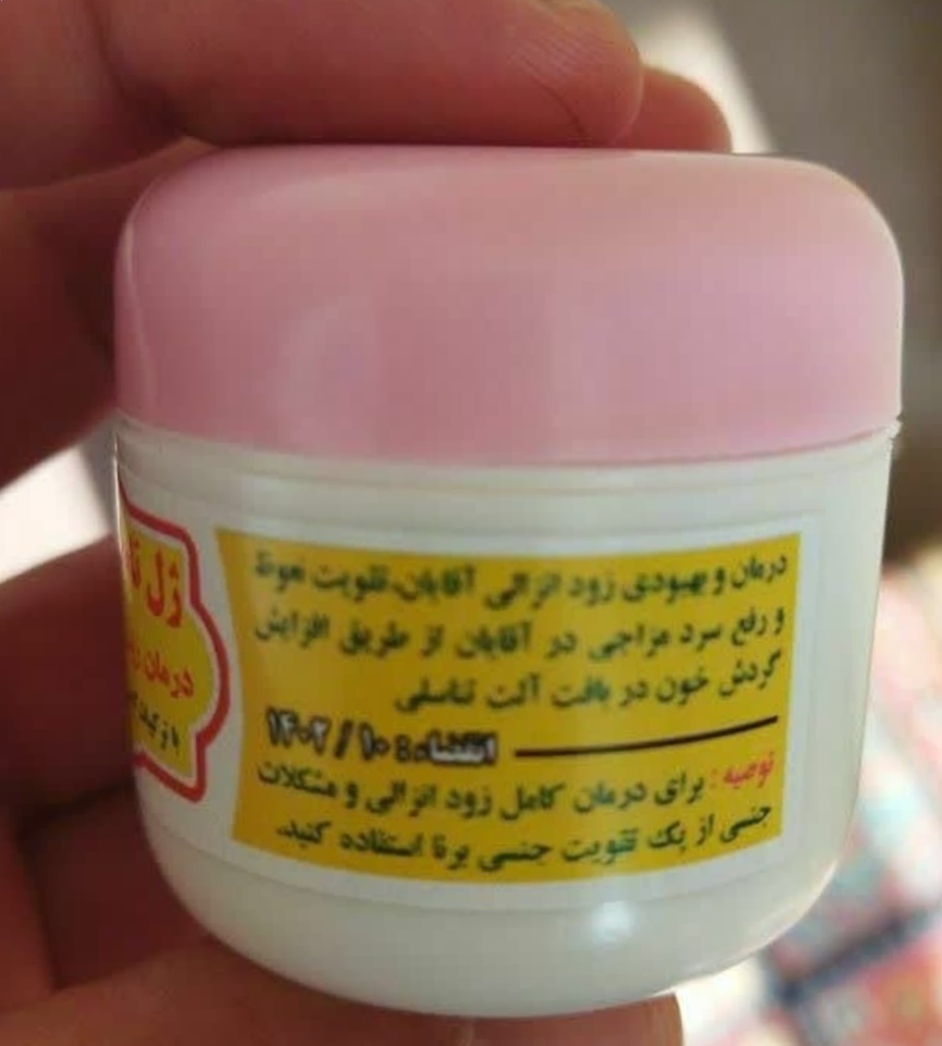 درمان و بهبودی زود انزالی آقایان،تقویت نعوظ
و رفع سرد مزاجی در آقایان از طریق افزایش
گردش خون در بافت آلت تناسلی
انقضاء: ۱۴۰۲/۱۰
توصیه : برای درمان کامل زود انزالی و مشکلات
جنسی از پک تقویت جنسی برنا استفاده کنید.
ژل
درمان